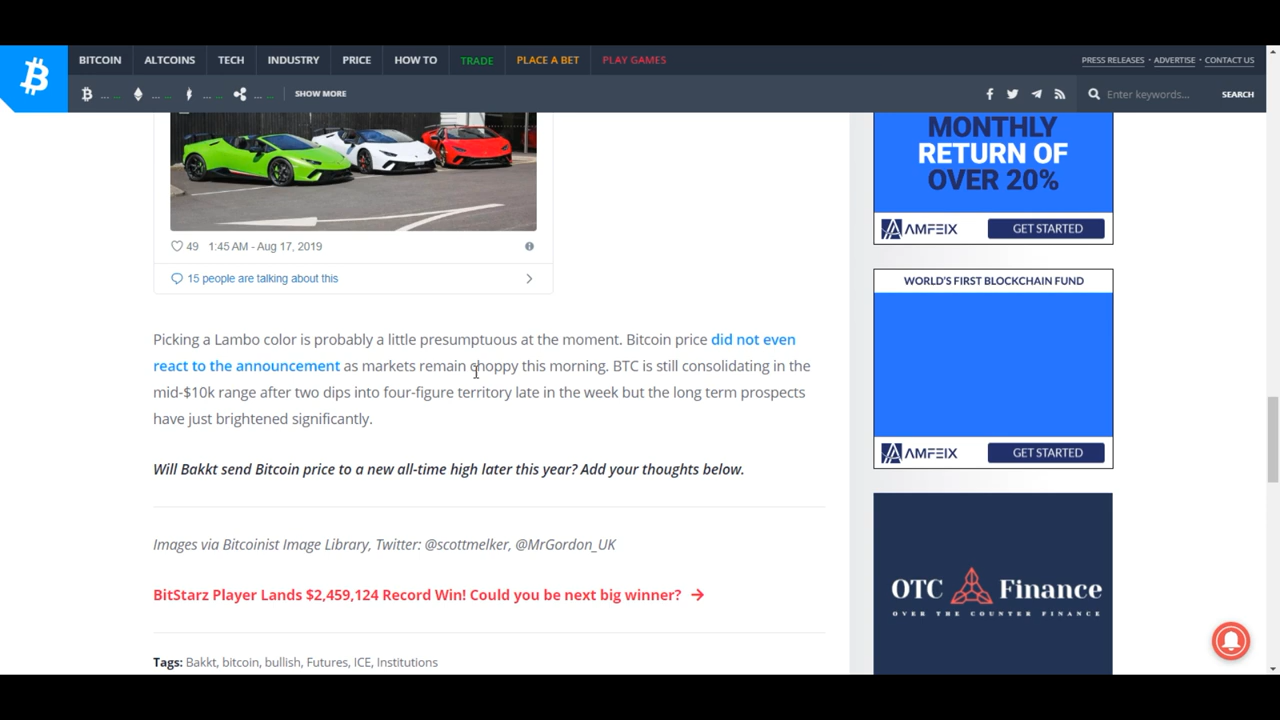 BITCOIN ALTCOINS TECH INDUSTRY PRICE HOW TO TRADE PLACE A BET PLAY GAMES
PRESS RELEASES · ADVERTISE · CONTACT US
... ... ... ... SHOW MORE
Enter keywords... SEARCH
49 1:45 AM - Aug 17, 2019
15 people are talking about this
Picking a Lambo color is probably a little presumptuous at the moment. Bitcoin price did not even
react to the announcement as markets remain choppy this morning. BTC is still consolidating in the
mid-$10k range after two dips into four-figure territory late in the week but the long term prospects
have just brightened significantly.
Will Bakkt send Bitcoin price to a new all-time high later this year? Add your thoughts below.
Images via Bitcoinist Image Library, Twitter: @scottmelker, @MrGordon_UK
BitStarz Player Lands $2,459,124 Record Win! Could you be next big winner?
Tags: Bakkt, bitcoin, bullish, Futures, ICE, Institutions
MONTHLY
RETURN OF
OVER 20%
AMFEIX GET STARTED
WORLD'S FIRST BLOCKCHAIN FUND
AMFEIX GET STARTED
OTC Finance
OVER THE COUNTER FINANCE